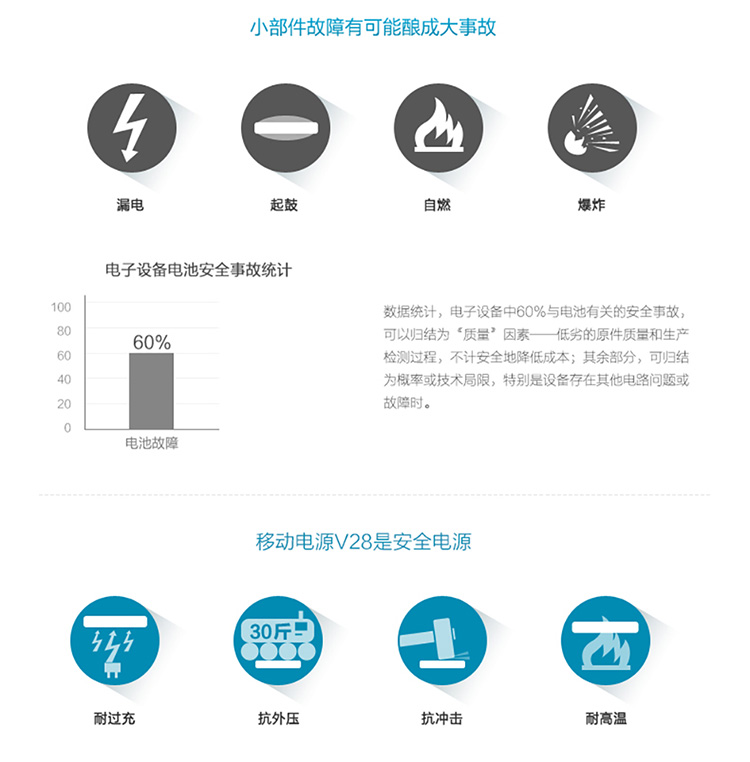 小部件故障有可能酿成大事故
漏电
起鼓
自燃
爆炸
电子设备电池安全事故统计
100
80
60
40
20
0
60%
电池故障
数据统计，电子设备中60%与电池有关的安全事故，
可以归结为〝质量〞因素——低劣的原件质量和生产
检测过程，不计安全地降低成本；其余部分，可归结
为概率或技术局限，特别是设备存在其他电路问题或
故障时。
移动电源V28是安全电源
30斤
耐过充
抗外压
抗冲击
耐高温